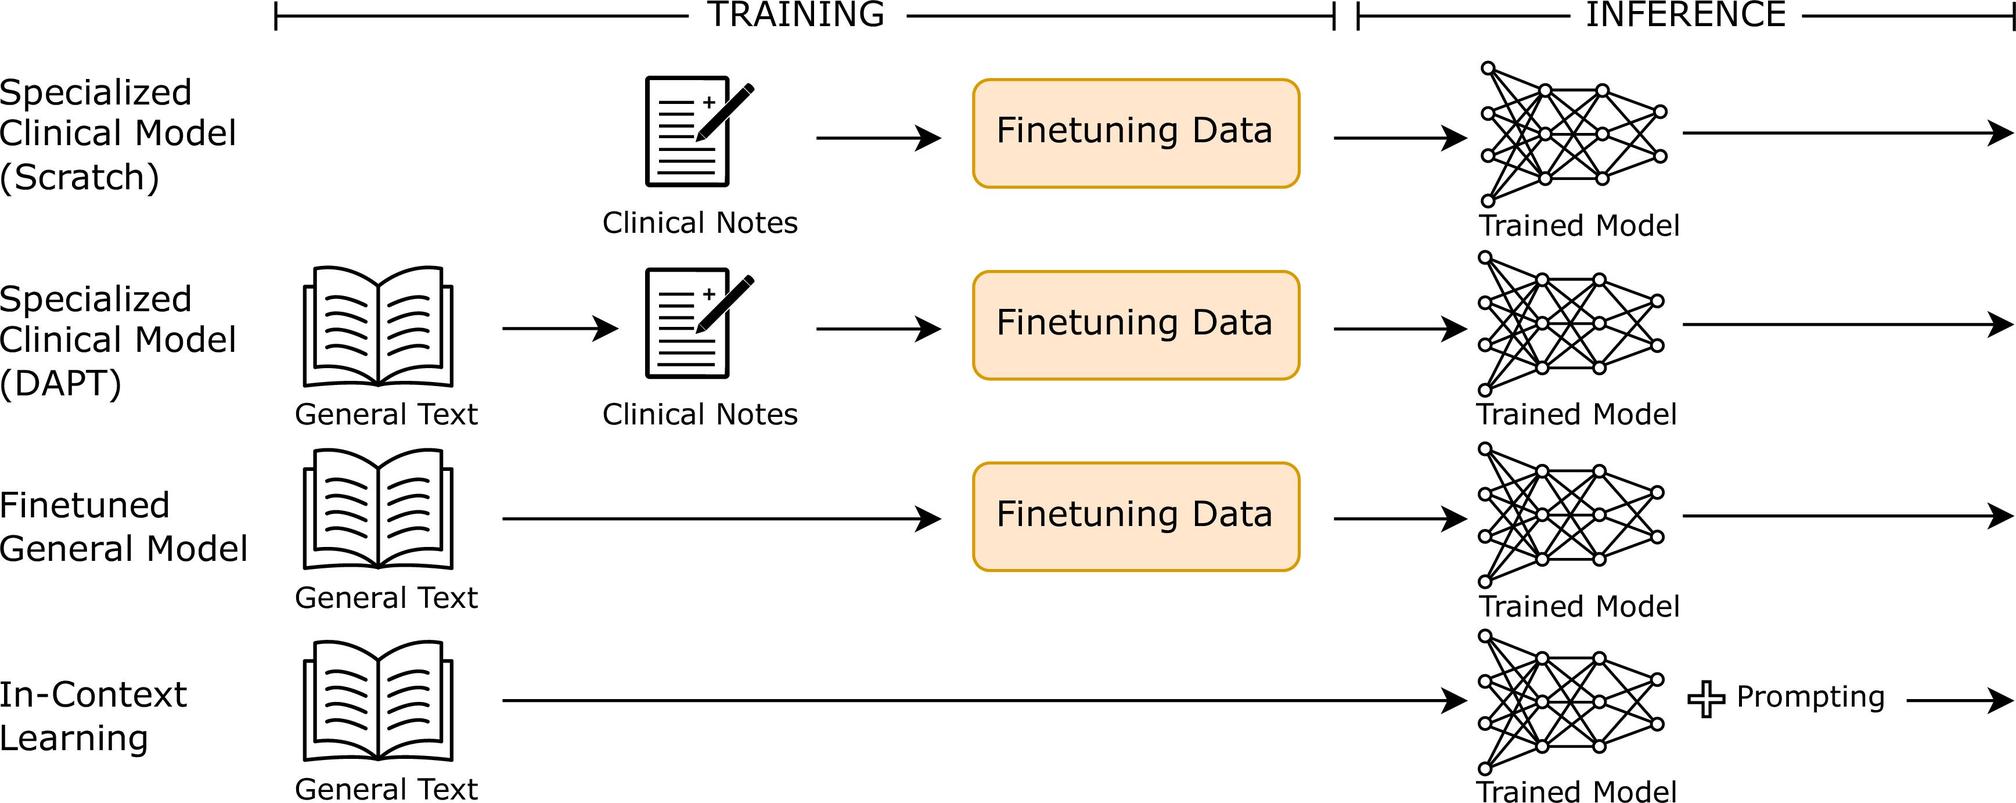 TRAINING
INFERENCE
Specialized
Clinical Model
(Scratch)
Clinical Notes
Finetuning Data
Trained Model
Specialized
Clinical Model
(DAPT)
General Text
Clinical Notes
Finetuning Data
Trained Model
Finetuned
General Model
General Text
Finetuning Data
Trained Model
In-Context
Learning
General Text
Trained Model
Prompting